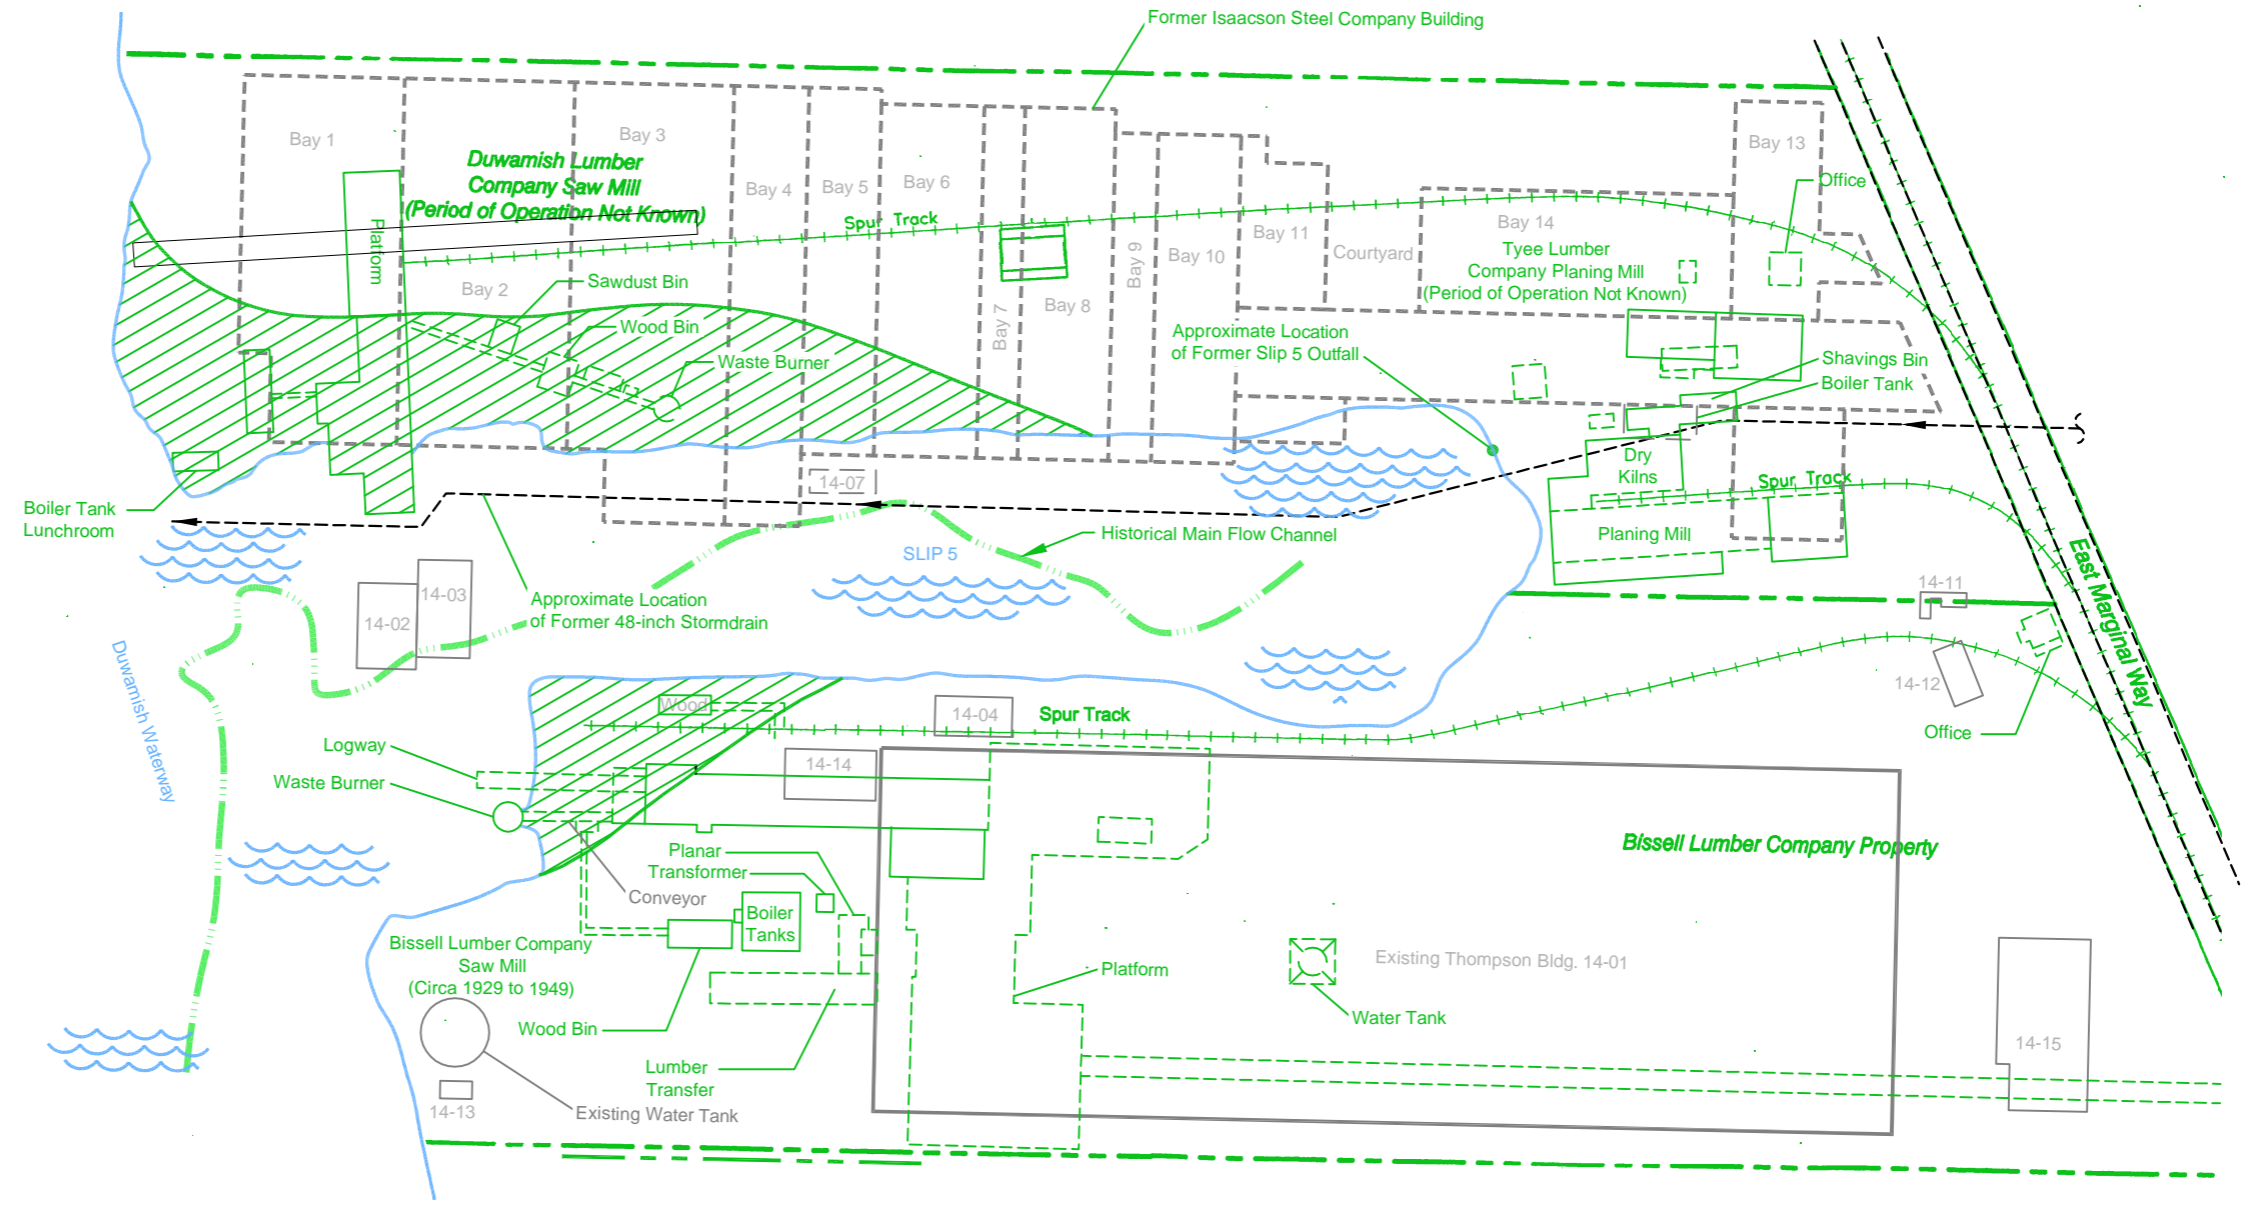 Former Isaacson Steel Company Building
Bay 1
Bay 3
Bay 13
Duwamish Lumber
Company Saw Mill
(Period of Operation Not Known)
Bay 4
Bay 5
Bay 6
Office
Platform
Spur Track
Bay 14
Bay 11
Bay 9
Bay 10
Courtyard
Tyee Lumber
Company Planing Mill
(Period of Operation Not Known)
Sawdust Bin
Bay 2
Bay 7
Bay 8
Wood Bin
Approximate Location
of Former Slip 5 Outfall
Waste Burner
Shavings Bin
Boiler Tank
Dry
Kilns
Spur Track
14-07
Boiler Tank
Lunchroom
Historical Main Flow Channel
Planing Mill
SLIP 5
East Marginal Way
14-11
14-03
14-02
Approximate Location
of Former 48-inch Stormdrain
Duwamish Waterway
14-12
Wood
14-04
Spur Track
Office
Logway
14-14
Waste Burner
Bissell Lumber Company Property
Planar
Transformer
Conveyor
Boiler
Tanks
Bissell Lumber Company
Saw Mill
(Circa 1929 to 1949)
Platform
Existing Thompson Bldg. 14-01
Wood Bin
Water Tank
14-15
Lumber
Transfer
14-13
Existing Water Tank